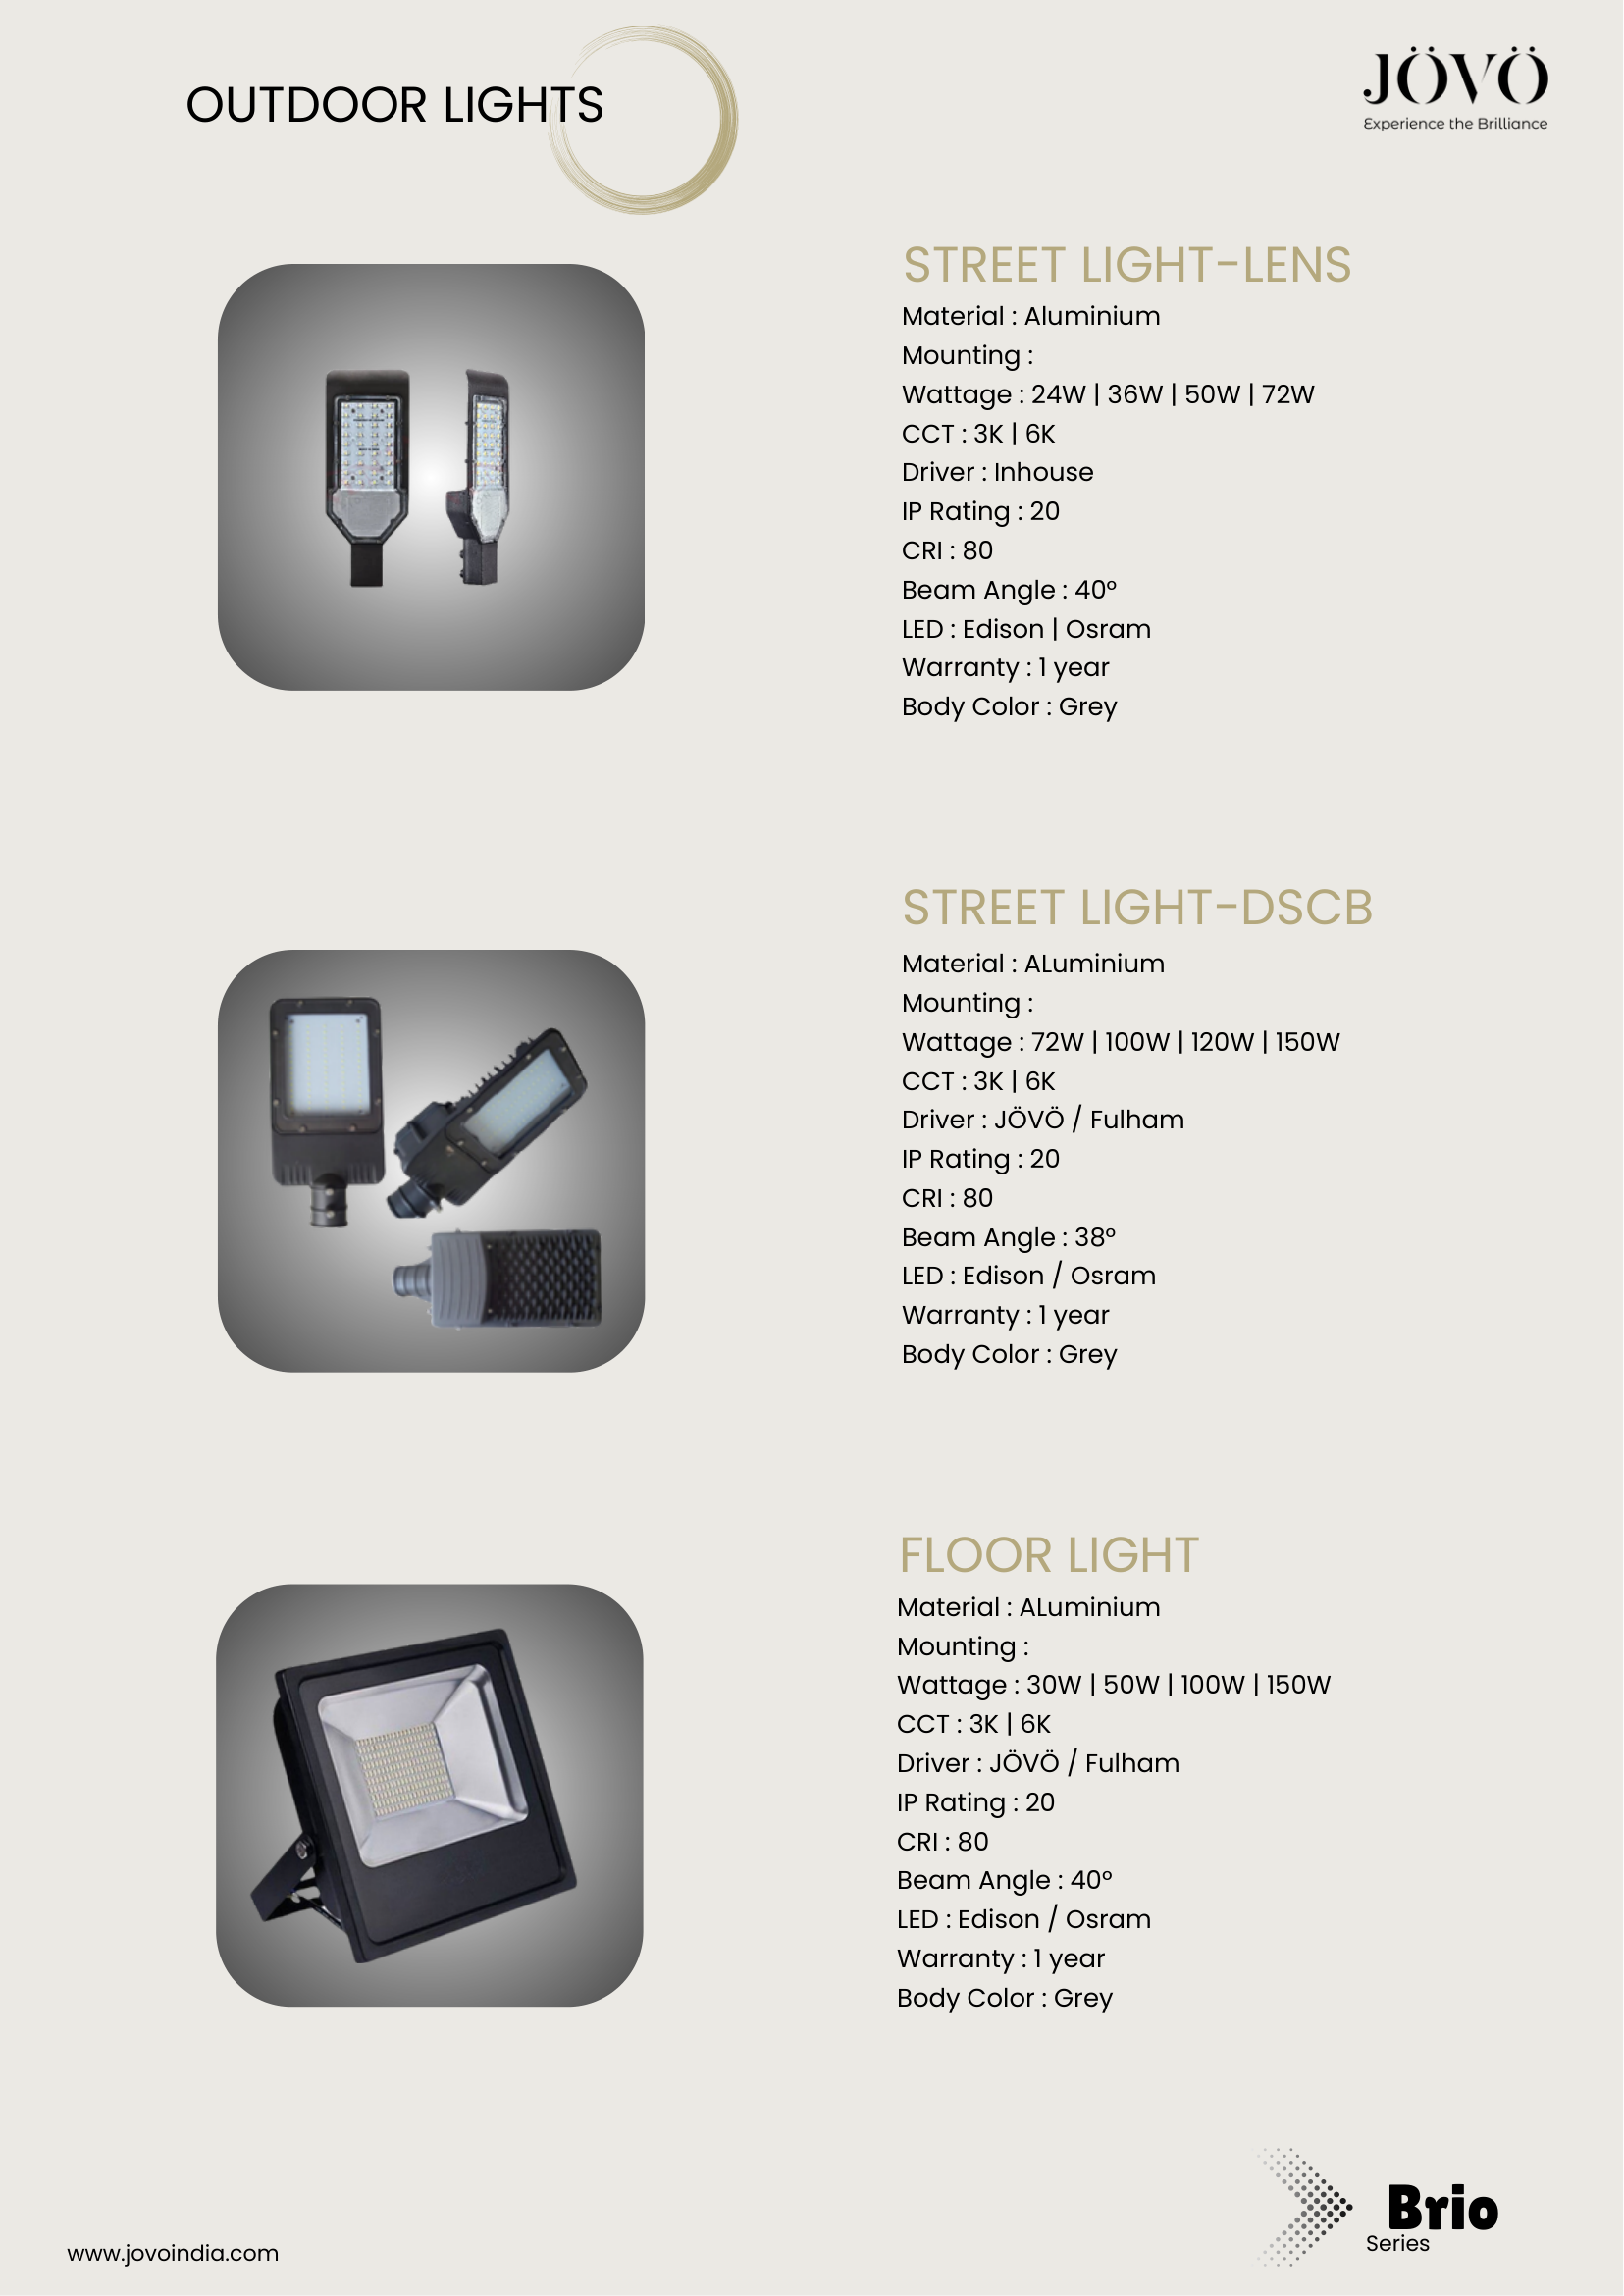 OUTDOOR LIGHTS
JÖVÖ
Experience the Brilliance
STREET LIGHT-LENS
Material : Aluminium
Mounting :
Wattage : 24W | 36W | 50W | 72W
CCT : 3K | 6K
Driver : Inhouse
IP Rating : 20
CRI : 80
Beam Angle : 40°
LED : Edison | Osram
Warranty : 1 year
Body Color : Grey
STREET LIGHT-DSCB
Material : ALuminium
Mounting :
Wattage : 72W | 100W | 120W | 150W
CCT : 3K | 6K
Driver : JÖVÖ / Fulham
IP Rating : 20
CRI : 80
Beam Angle : 38°
LED : Edison / Osram
Warranty : 1 year
Body Color : Grey
FLOOR LIGHT
Material : ALuminium
Mounting :
Wattage : 30W | 50W | 100W | 150W
CCT : 3K | 6K
Driver : JÖVÖ / Fulham
IP Rating : 20
CRI : 80
Beam Angle : 40°
LED : Edison / Osram
Warranty : 1 year
Body Color : Grey
Brio
Series
www.jovoindia.com